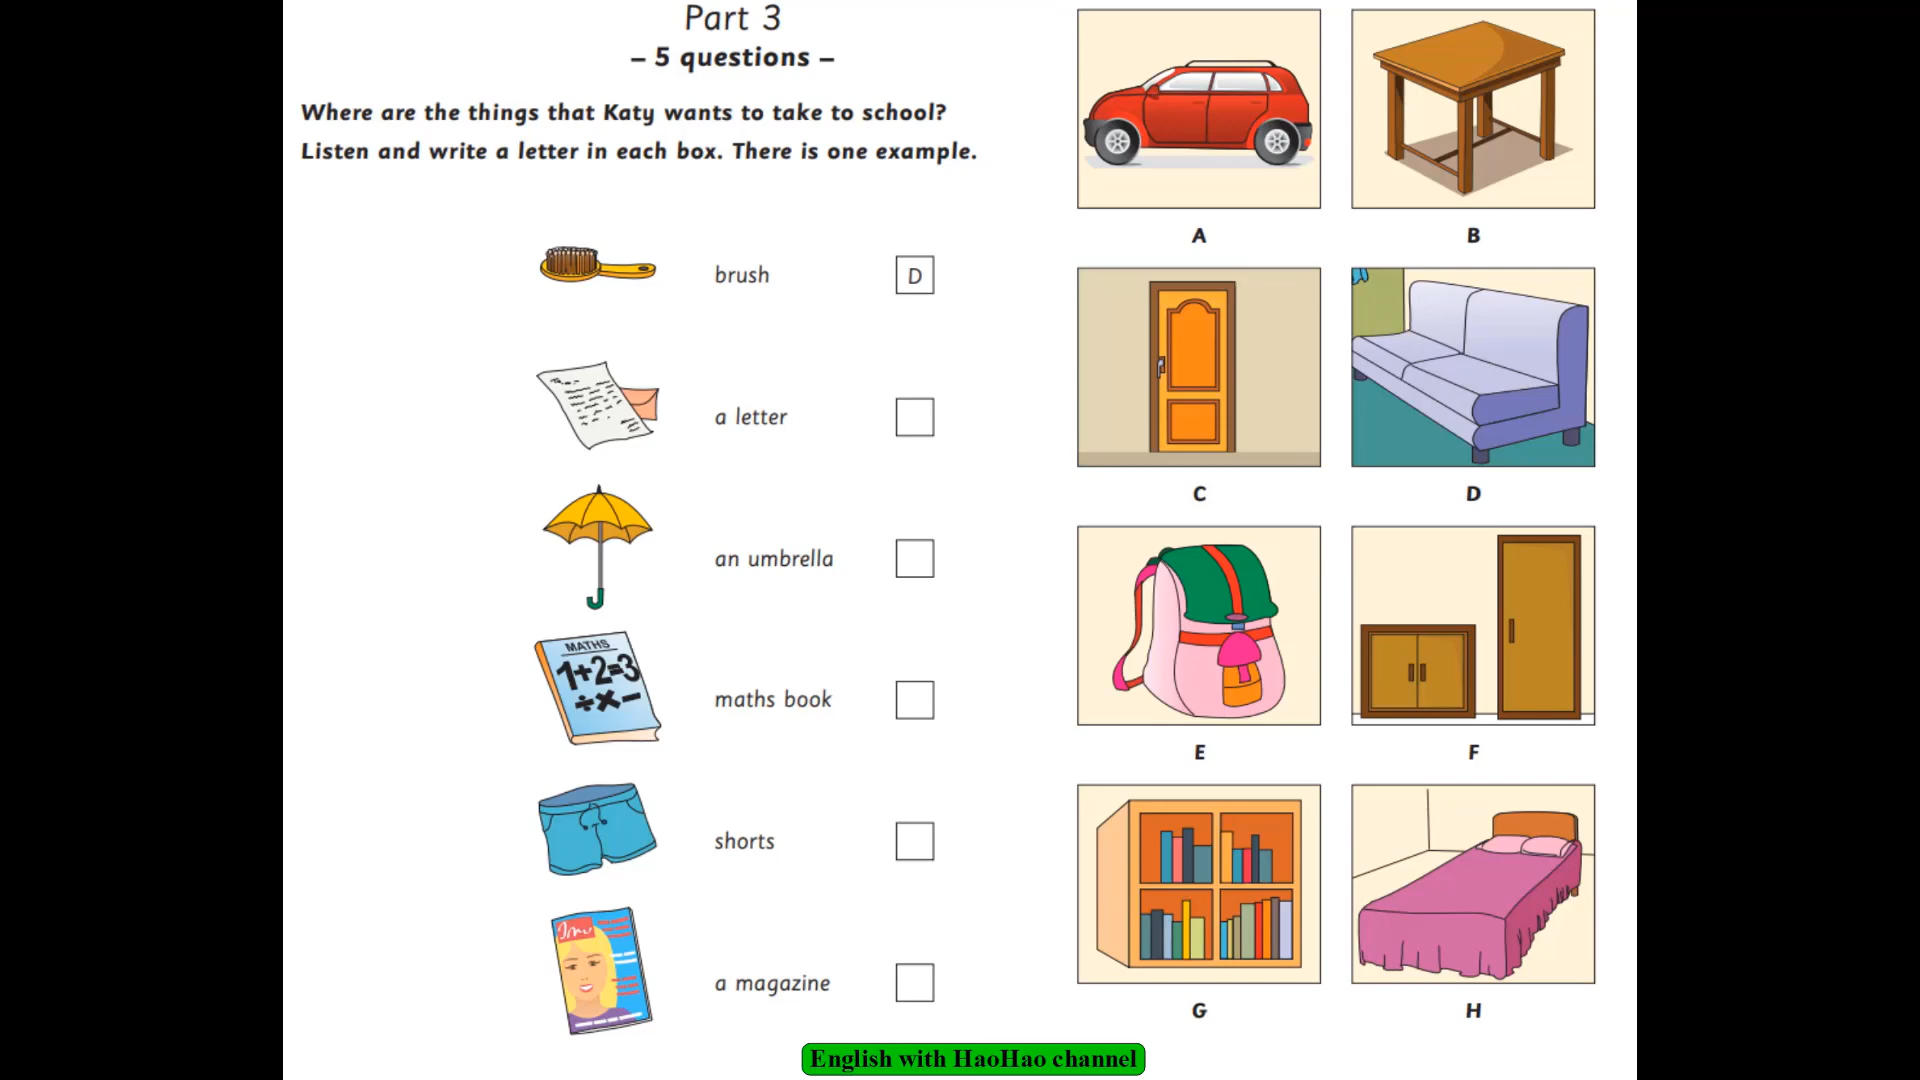 Part 3
– 5 questions –
Where are the things that Katy wants to take to school?
Listen and write a letter in each box. There is one example.
brush
D
a letter
an umbrella
MATHS
1+2=3
÷×−
maths book
shorts
a magazine
A
B
C
D
E
F
G
H
English with HaoHao channel